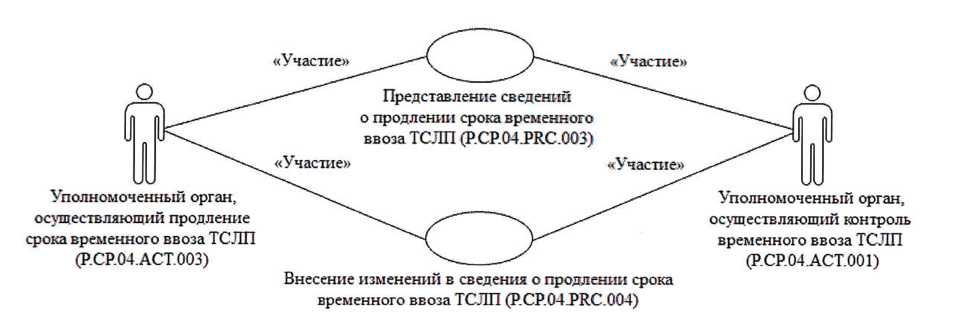 «Участие»
«Участие»
Представление сведений
о продлении срока временного
ввоза ТСЛП (P.CP.04.PRC.003)
«Участие»
«Участие»
Уполномоченный орган,
осуществляющий продление
срока временного ввоза ТСЛП
(P.CP.04.ACT.003)
Уполномоченный орган,
осуществляющий контроль
временного ввоза ТСЛП
(P.CP.04.ACT.001)
Внесение изменений в сведения о продлении срока
временного ввоза ТСЛП (P.CP.04.PRC.004)